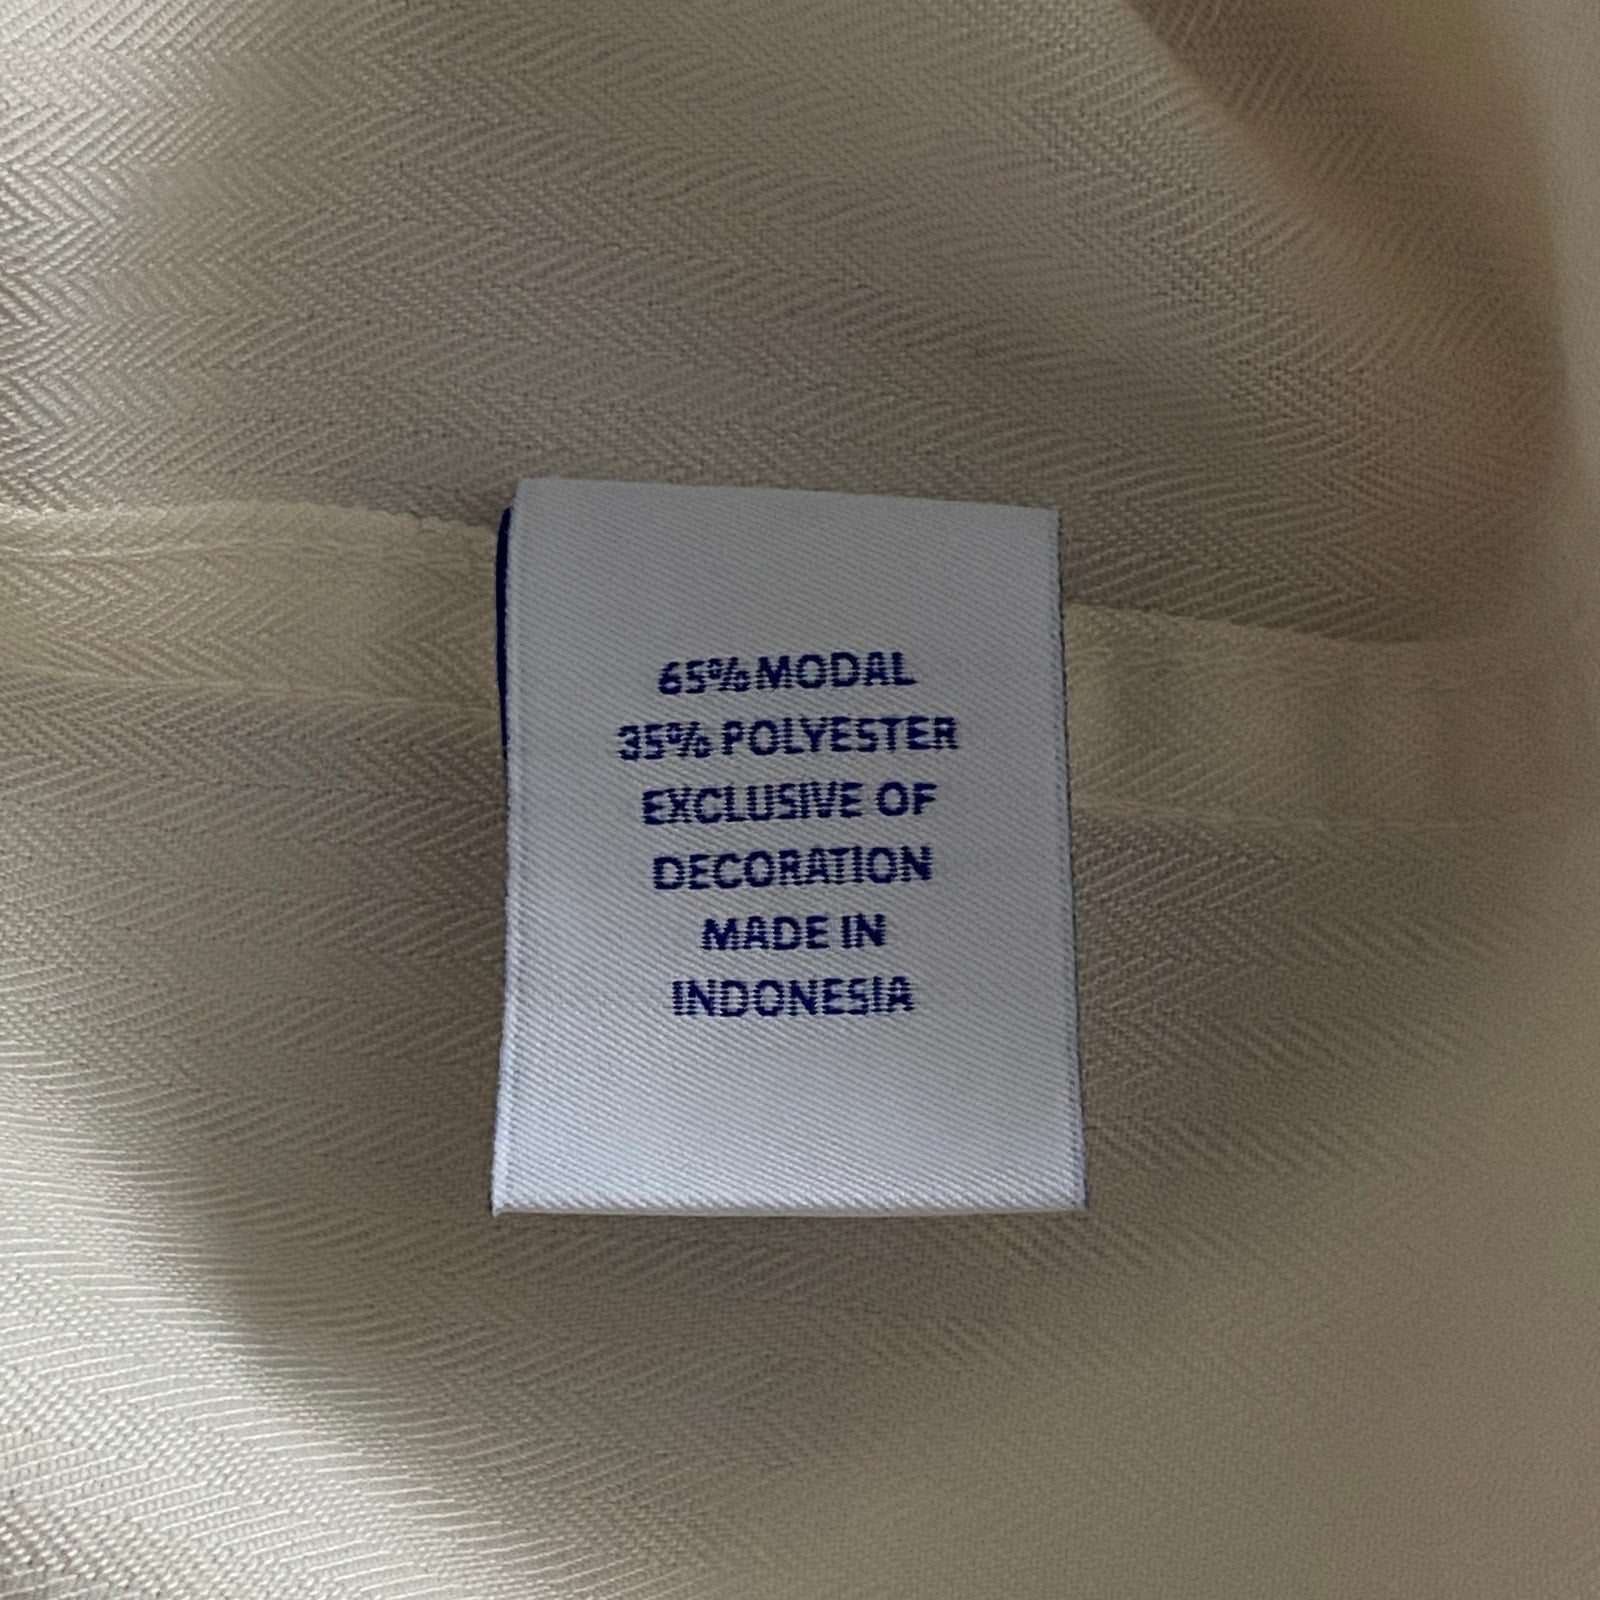 65% MODAL
35% POLYESTER
EXCLUSIVE OF
DECORATION
MADE IN
INDONESIA